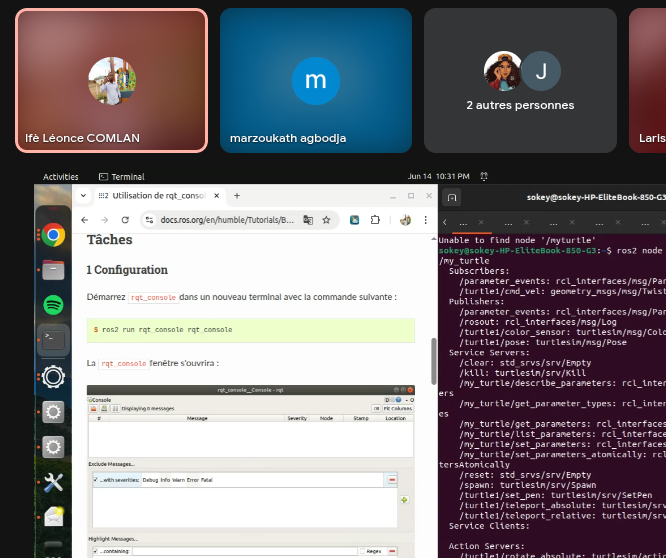 m
J
2 autres personnes
Ifè Léonce COMLAN
marzoukath agbodja
Laris
Activities
Terminal
Jun 14 10:31 PM
Utilisation de rqt_consol
sokey@sokey-HP-EliteBook-850-G3:
docs.ros.org/en/humble/Tutorials/B...
Tâches
1 Configuration
Démarrez rqt_console dans un nouveau terminal avec la commande suivante :
$ ros2 run rqt_console rqt_console
La rqt_console fenêtre s'ouvrira :
rqt_console__Console - rqt
Console
Displaying 0 messages
Fit Columns
# Message Severity Node Stamp Location
Exclude Messages...
...with severities: Debug Info Warn Error Fatal
Highlight Messages...
...containing:
Regex
Unable to find node '/myturtle'
sokey@sokey-HP-EliteBook-850-G3:~$ ros2 node
/my_turtle
Subscribers:
/parameter_events: rcl_interfaces/msg/Par
/turtle1/cmd_vel: geometry_msgs/msg/Twist
Publishers:
/parameter_events: rcl_interfaces/msg/Par
/rosout: rcl_interfaces/msg/Log
/turtle1/color_sensor: turtlesim/msg/Colo
/turtle1/pose: turtlesim/msg/Pose
Service Servers:
/clear: std_srvs/srv/Empty
/kill: turtlesim/srv/Kill
/my_turtle/describe_parameters: rcl_inter
ers
/my_turtle/get_parameter_types: rcl_inter
es
/my_turtle/get_parameters: rcl_interfaces
/my_turtle/list_parameters: rcl_interface
/my_turtle/set_parameters: rcl_interfaces
/my_turtle/set_parameters_atomically: rcl
tersAtomically
/reset: std_srvs/srv/Empty
/spawn: turtlesim/srv/Spawn
/turtle1/set_pen: turtlesim/srv/SetPen
/turtle1/teleport_absolute: turtlesim/srv
/turtle1/teleport_relative: turtlesim/srv
Service Clients:
Action Servers:
/turtle1/rotate_absolute: turtlesim/actio